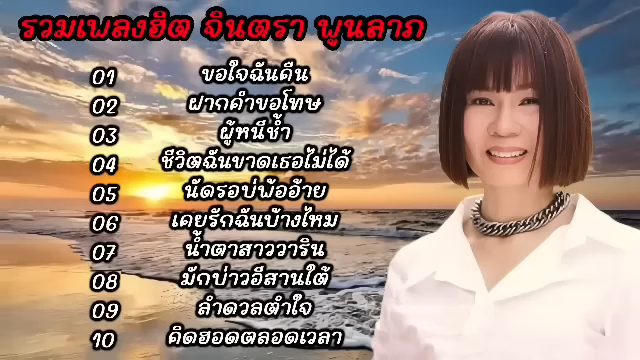 รวมเพลงฮิต จินตรา พูนลาภ
01 ขอใจฉันคืน
02 ฝากคำขอโทษ
03 ผู้หนีช้ำ
04 ชีวิตฉันขาดเธอไม่ได้
05 นัดรอบ่พ้ออ้าย
06 เคยรักฉันบ้างไหม
07 น้ำตาสาววาริน
08 มักบ่าวอีสานใต้
09 ลำดวลตำใจ
10 คิดฮอดตลอดเวลา